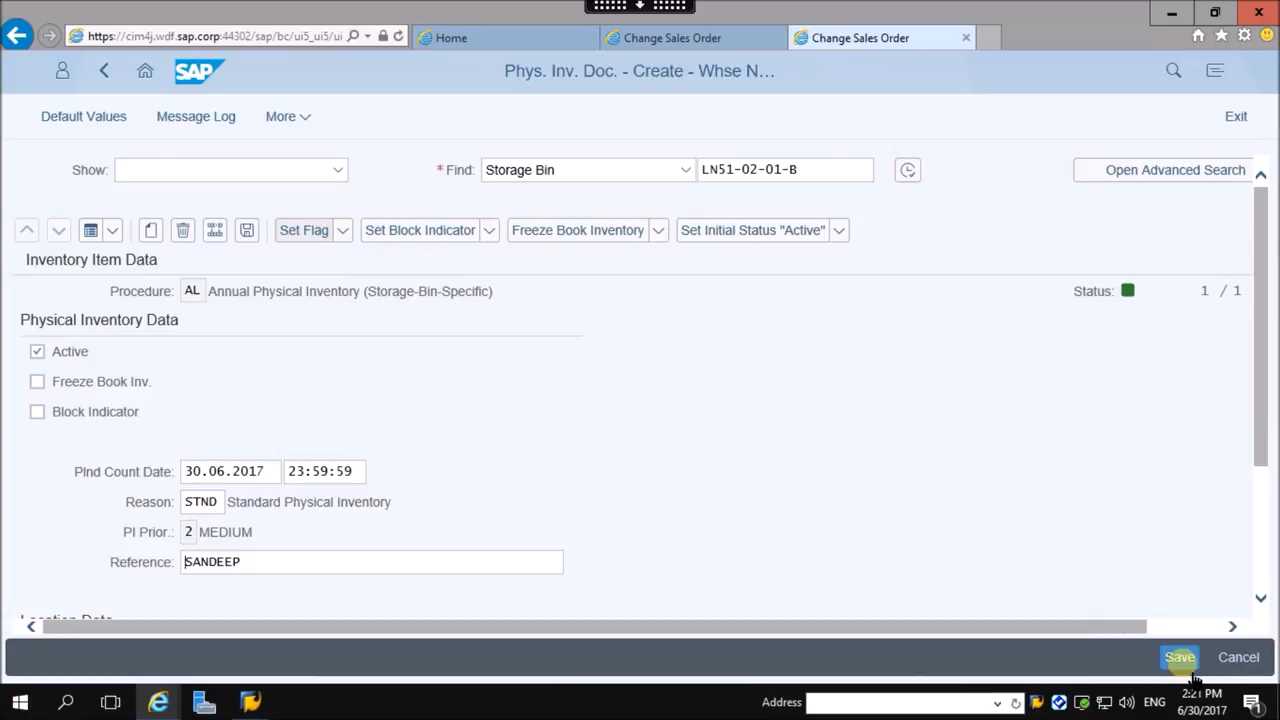 https://cim4j.wdf.sap.corp:44302/sap/bc/ui5_ui5/ui
Home
Change Sales Order
Change Sales Order
SAP
Phys. Inv. Doc. - Create - Whse N...
Default Values
Message Log
More
Exit
Show:
*Find: Storage Bin
LN51-02-01-B
Open Advanced Search
Set Flag
Set Block Indicator
Freeze Book Inventory
Set Initial Status "Active"
Inventory Item Data
Procedure: AL Annual Physical Inventory (Storage-Bin-Specific)
Status: 1 / 1
Physical Inventory Data
Active
Freeze Book Inv.
Block Indicator
Plnd Count Date: 30.06.2017 23:59:59
Reason: STND Standard Physical Inventory
PI Prior.: 2 MEDIUM
Reference: SANDEEP
Location Data
Save
Cancel
Address
ENG
2:21 PM
6/30/2017
1